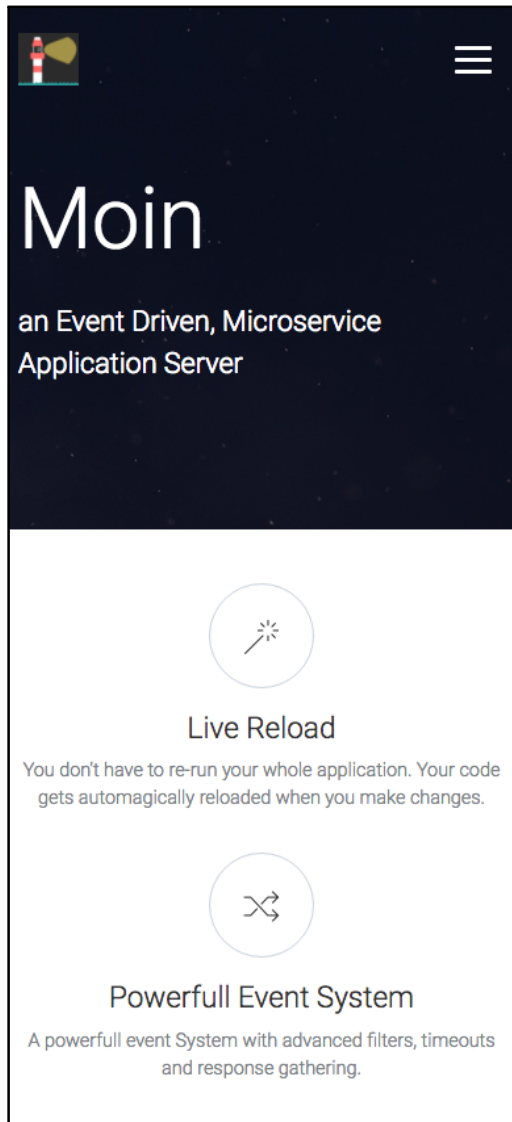 Moin
an Event Driven, Microservice
Application Server
Live Reload
You don't have to re-run your whole application. Your code
gets automagically reloaded when you make changes.
Powerfull Event System
A powerfull event System with advanced filters, timeouts
and response gathering.